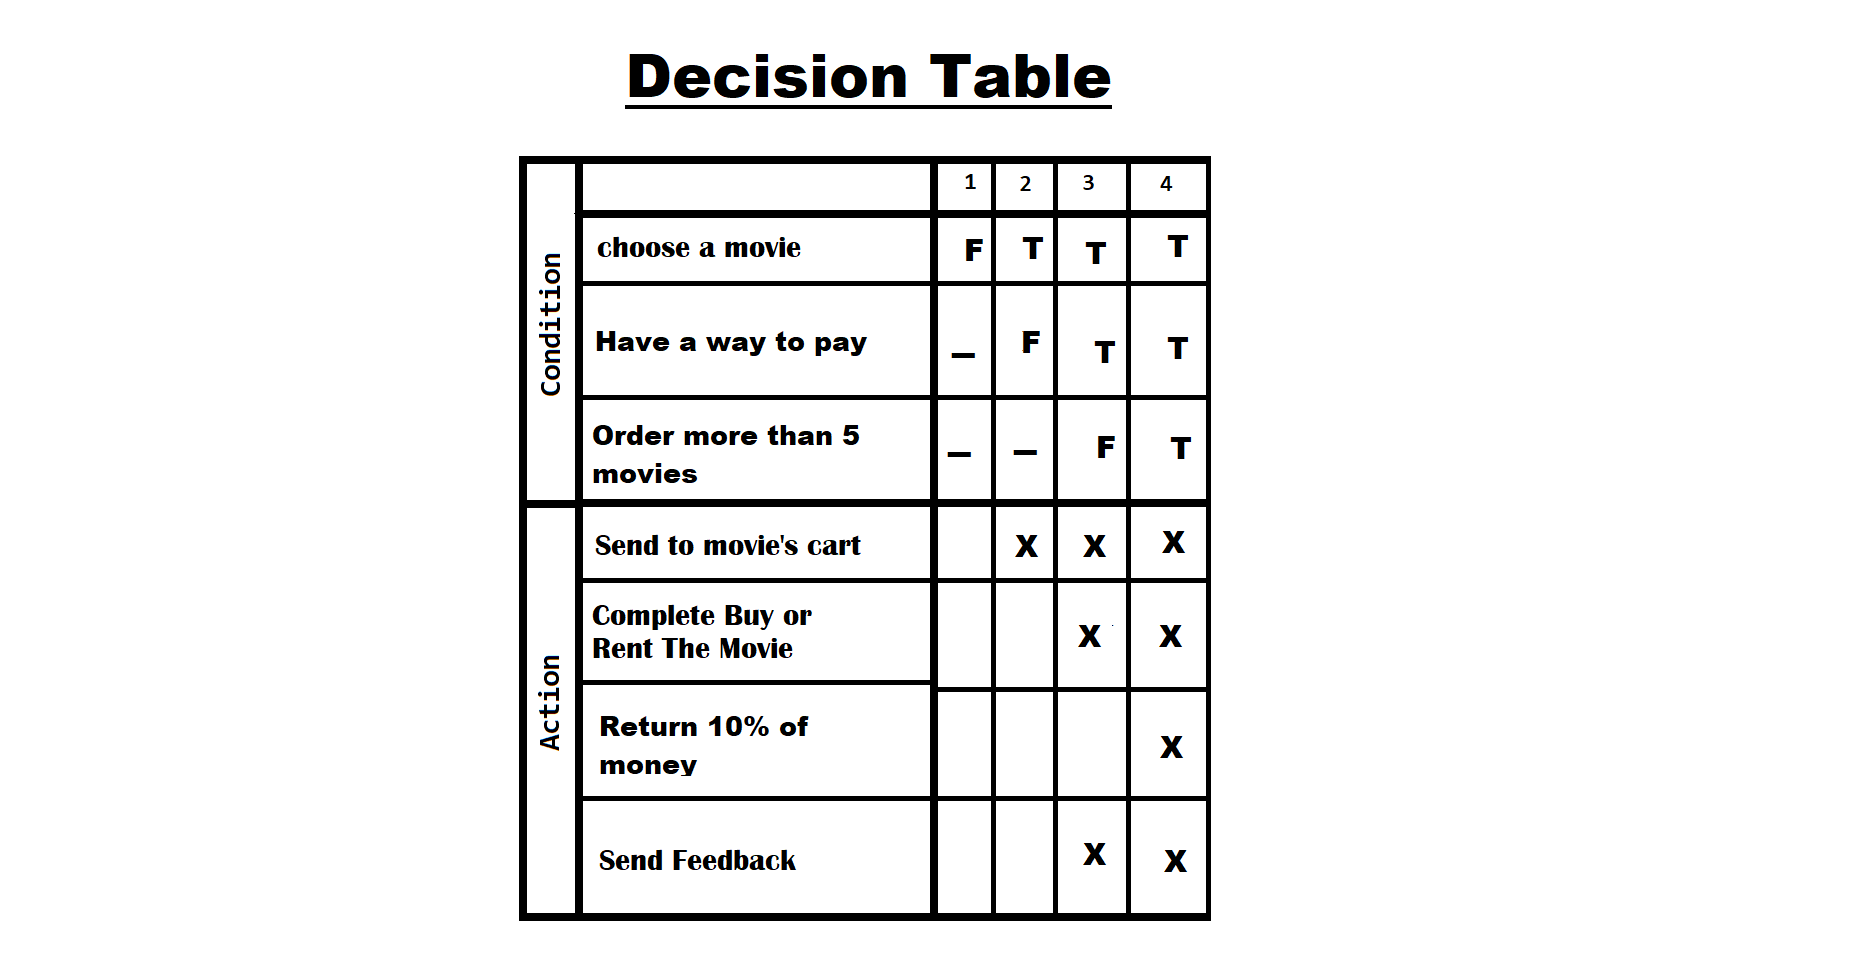 Decision Table
1 2 3 4
Condition
choose a movie F T T T
Have a way to pay – F T T
Order more than 5
movies – – F T
Action
Send to movie's cart X X X
Complete Buy or
Rent The Movie X X
Return 10% of
money X
Send Feedback X X